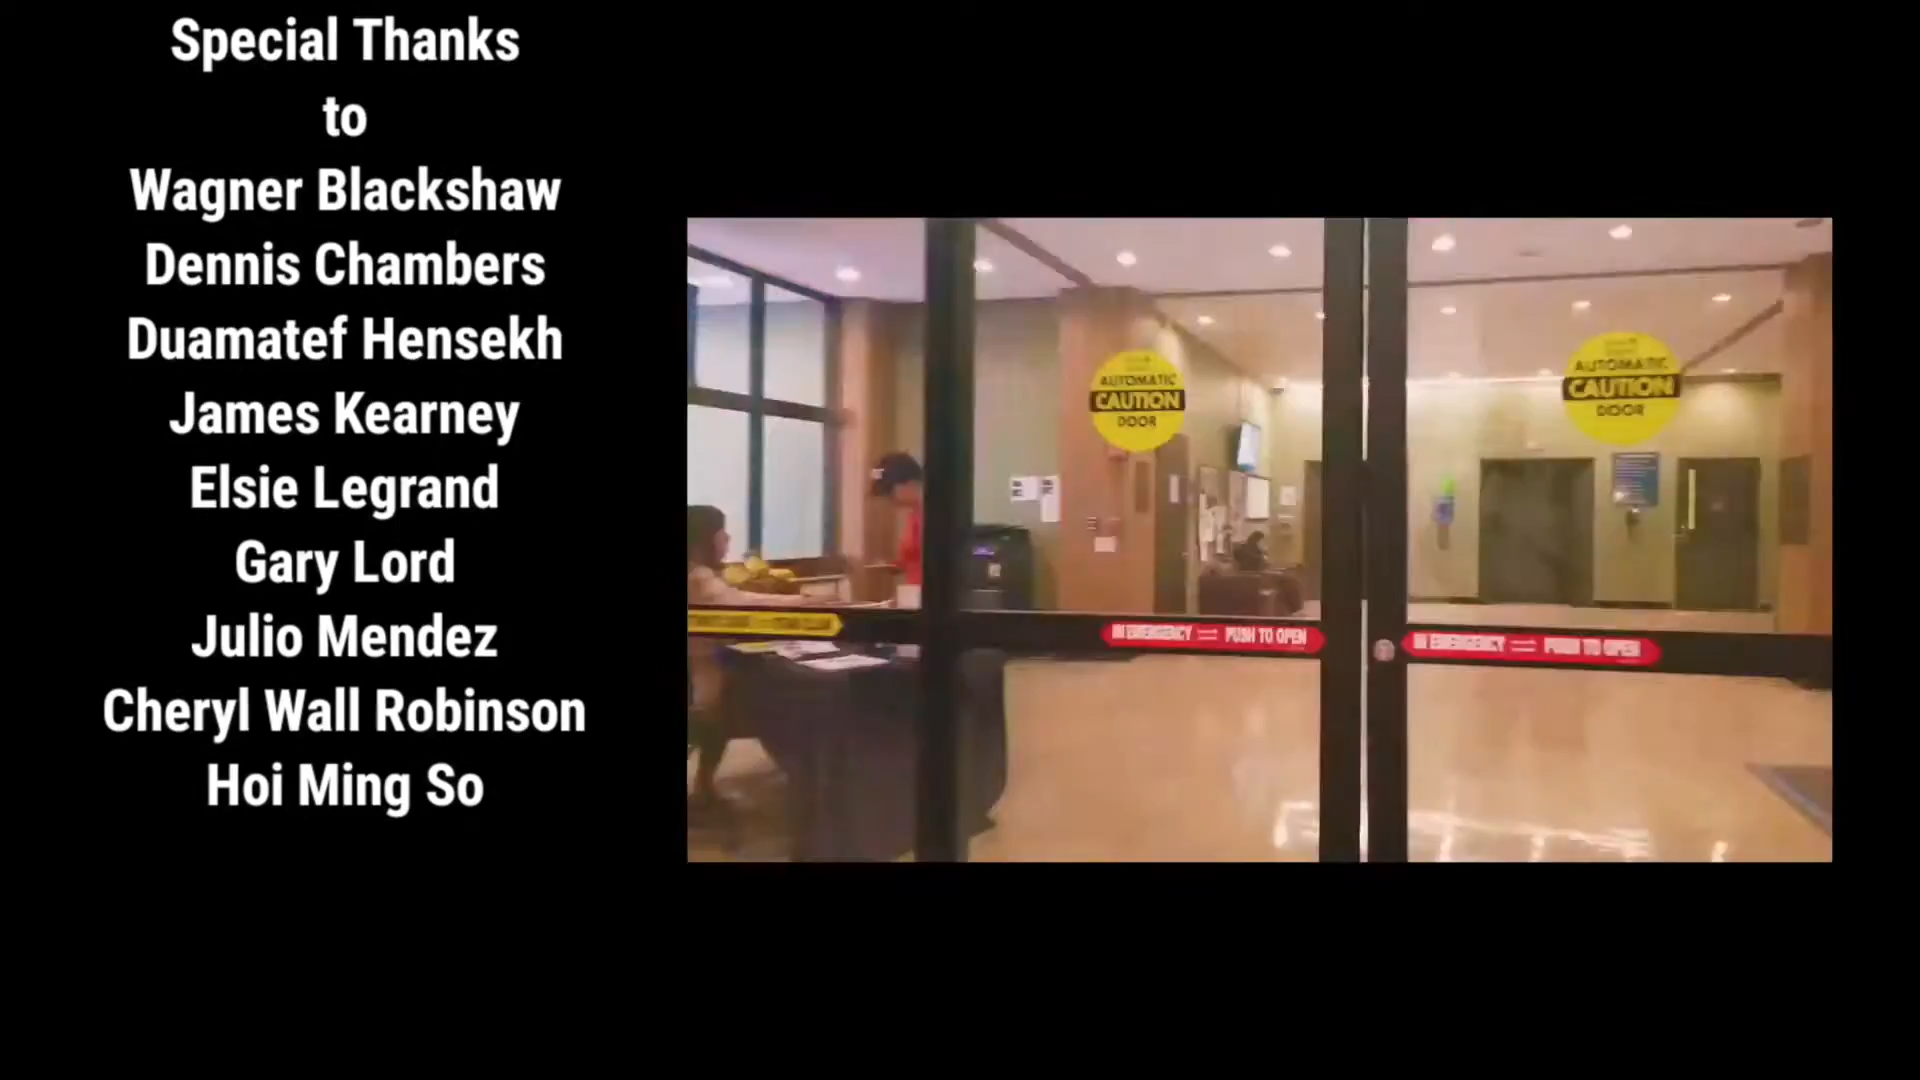 Special Thanks
to
Wagner Blackshaw
Dennis Chambers
Duamatef Hensekh
James Kearney
Elsie Legrand
Gary Lord
Julio Mendez
Cheryl Wall Robinson
Hoi Ming So
AUTOMATIC
CAUTION
DOOR
AUTOMATIC
CAUTION
DOOR
IN EMERGENCY PUSH TO OPEN
IN EMERGENCY PUSH TO OPEN